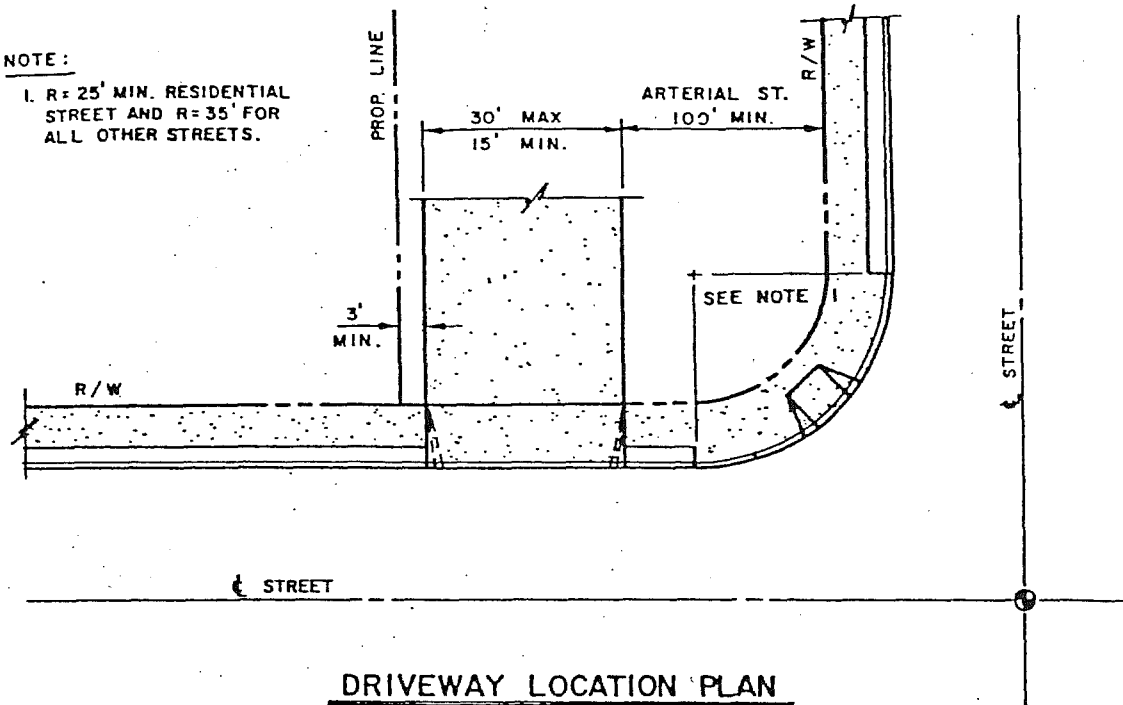 NOTE:
1. R=25' MIN. RESIDENTIAL
STREET AND R=35' FOR
ALL OTHER STREETS.
PROP. LINE
30' MAX
15' MIN.
ARTERIAL ST.
100' MIN.
R/W
SEE NOTE 1
3'
MIN.
R/W
℄ STREET
℄ STREET
DRIVEWAY LOCATION PLAN